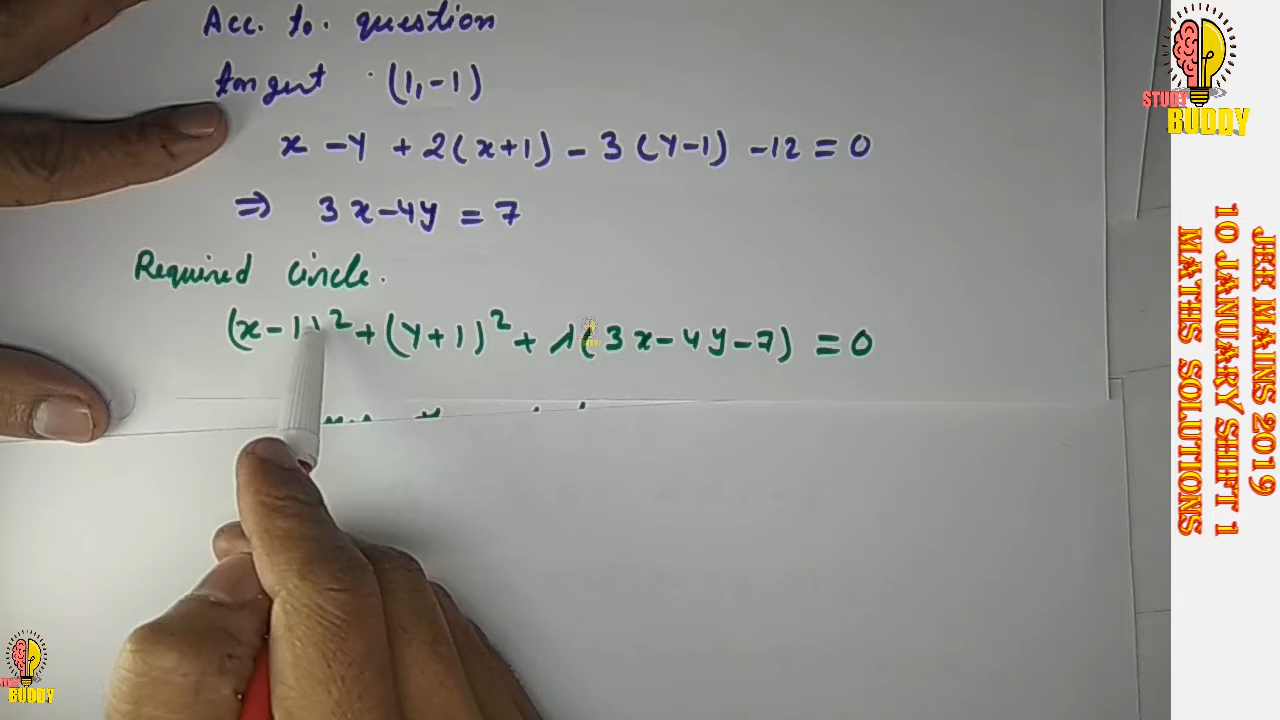 Acc. to. question
tangent (1,-1)
x - y + 2(x+1) - 3(y-1) - 12 = 0
⇒ 3x-4y = 7
Required circle.
(x-1)² + (y+1)² + λ(3x-4y-7) = 0
STUDY
BUDDY
JEE MAINS 2019
10 JANUARY SHIFT 1
MATHS SOLUTIONS
STUDY
BUDDY